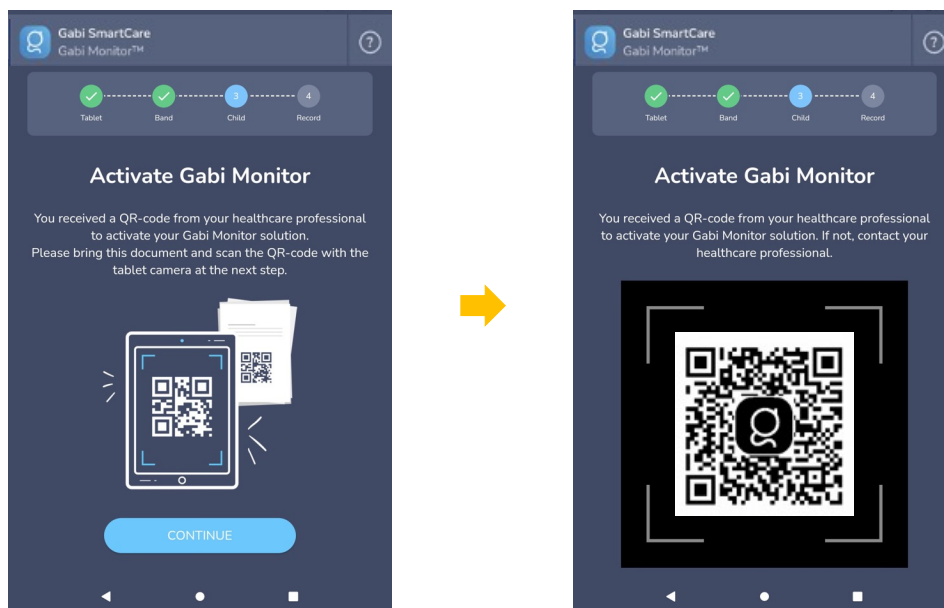 Gabi SmartCare
Gabi Monitor™
?
3
4
Tablet
Band
Child
Record
Activate Gabi Monitor
You received a QR-code from your healthcare professional
to activate your Gabi Monitor solution.
Please bring this document and scan the QR-code with the
tablet camera at the next step.
CONTINUE
Gabi SmartCare
Gabi Monitor™
?
3
4
Tablet
Band
Child
Record
Activate Gabi Monitor
You received a QR-code from your healthcare professional
to activate your Gabi Monitor solution. If not, contact your
healthcare professional.